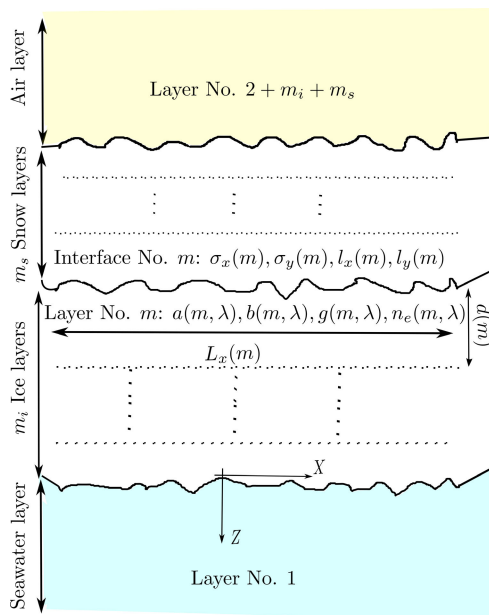 Air layer
Layer No. 2 + m_i + m_s
m_s Snow layers
Interface No. m: σ_x(m), σ_y(m), l_x(m), l_y(m)
Layer No. m: a(m, λ), b(m, λ), g(m, λ), n_e(m, λ)
d(m)
L_x(m)
m_i Ice layers
X
Z
Seawater layer
Layer No. 1